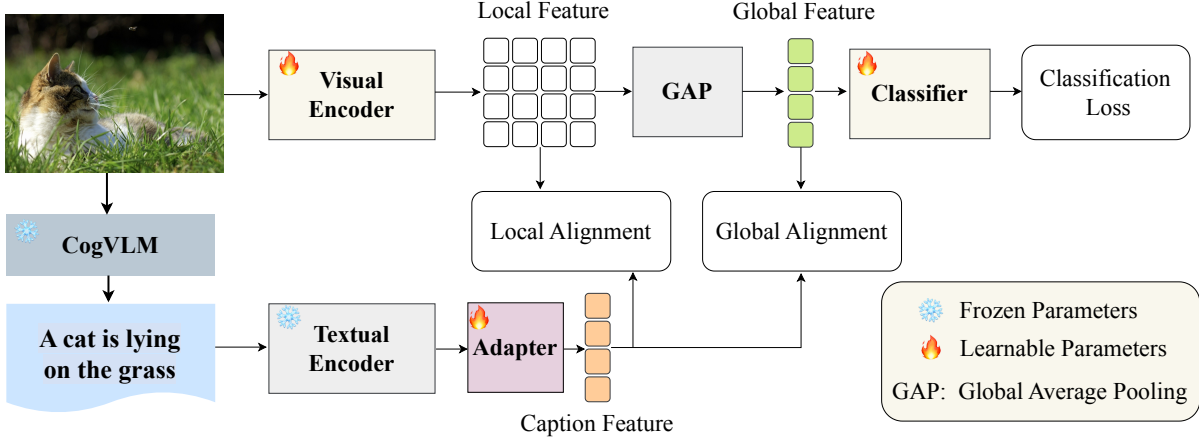 Local Feature
Global Feature
Visual
Encoder
GAP
Classifier
Classification
Loss
CogVLM
Local Alignment
Global Alignment
A cat is lying
on the grass
Textual
Encoder
Adapter
Caption Feature
Frozen Parameters
Learnable Parameters
GAP: Global Average Pooling